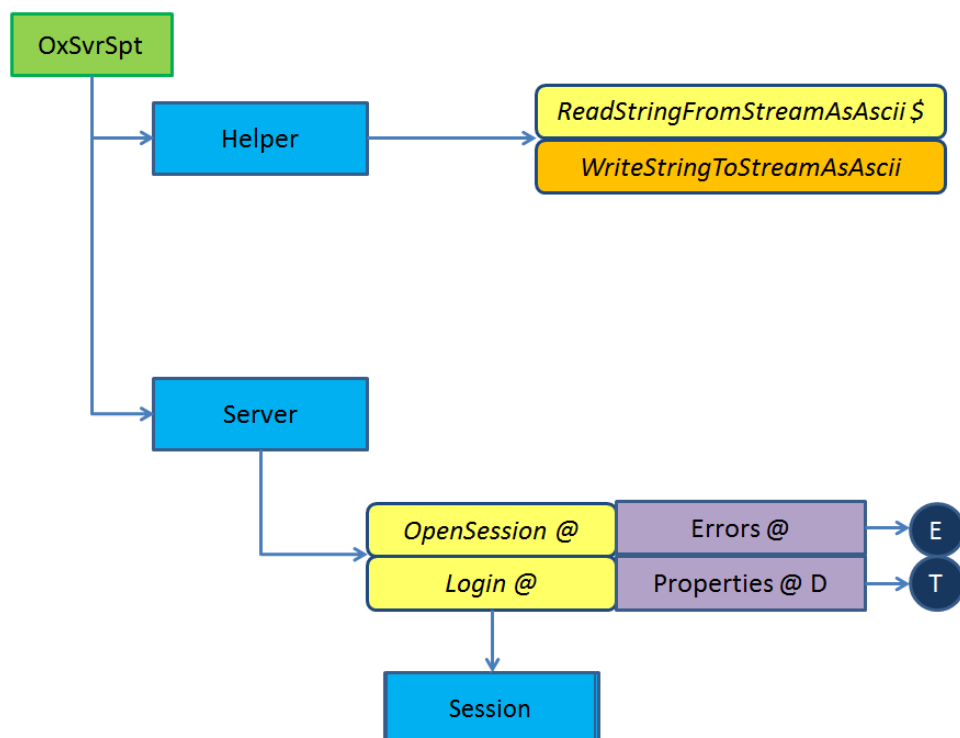 OxSvrSpt
Helper
ReadStringFromStreamAsAscii $
WriteStringToStreamAsAscii
Server
OpenSession @
Errors @
E
Login @
Properties @ D
T
Session